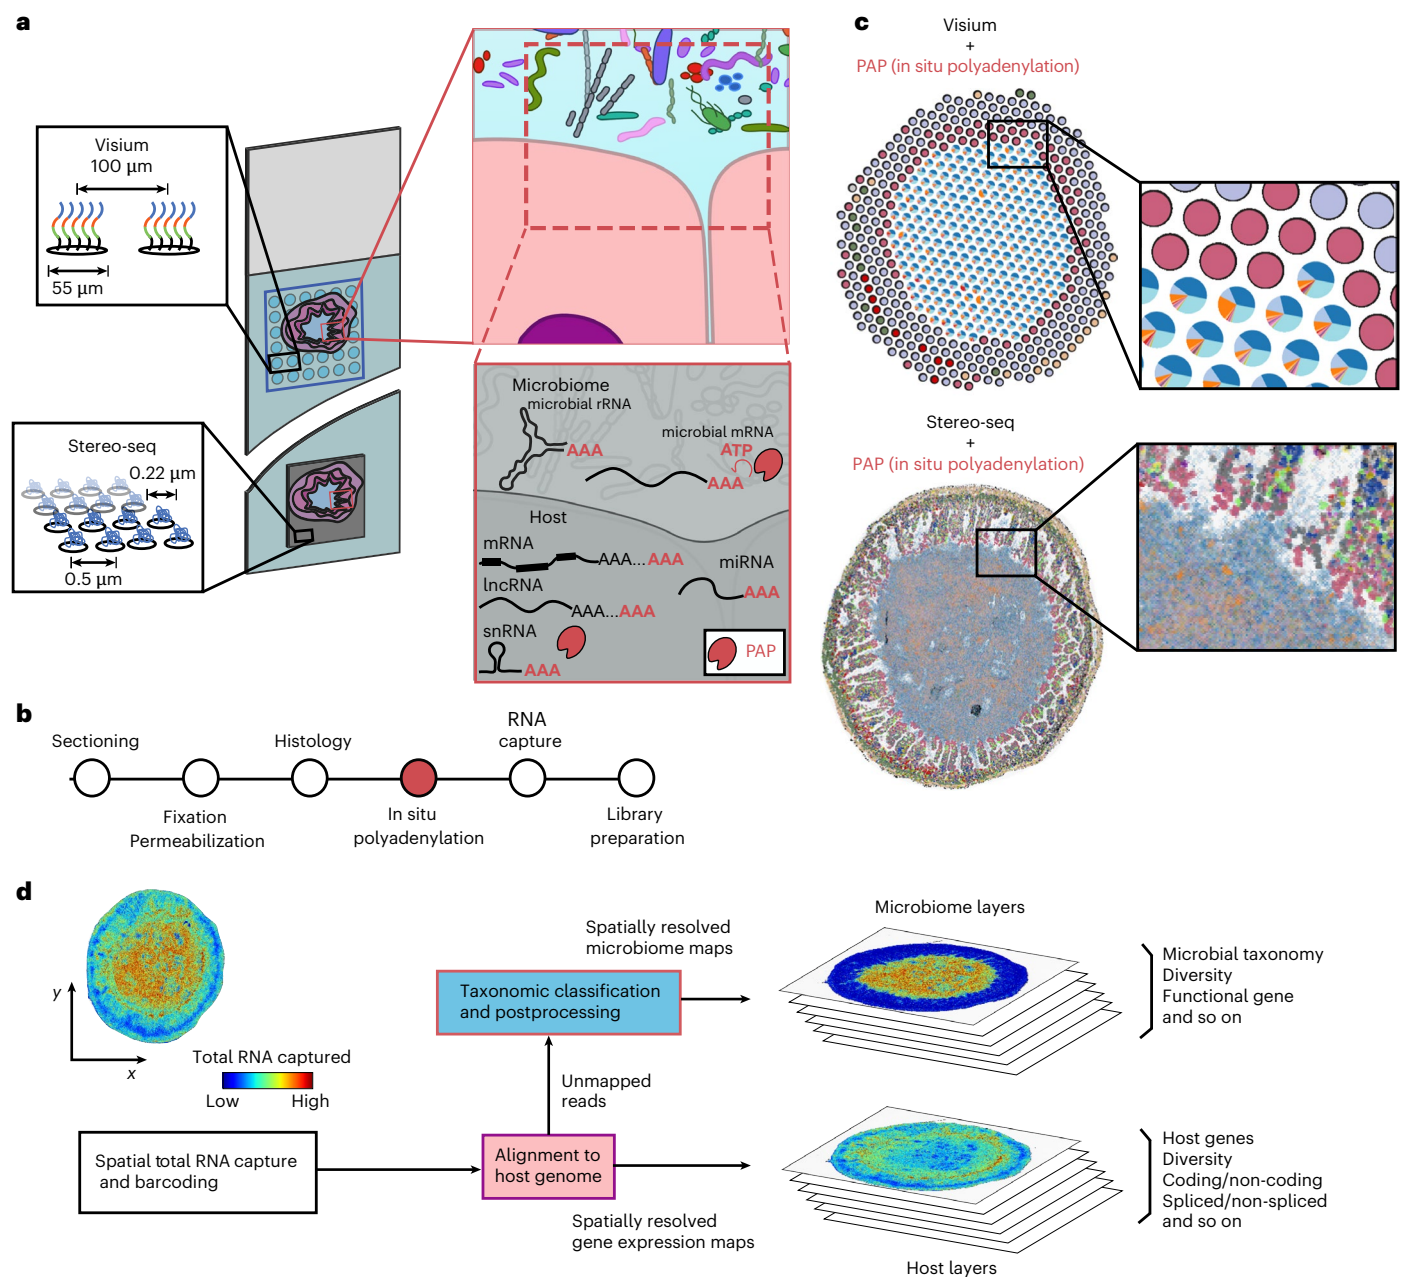 a
Visium
100 µm
55 µm
Stereo-seq
0.22 µm
0.5 µm
Microbiome
microbial rRNA
AAA
microbial mRNA
ATP
AAA
Host
mRNA
AAA...AAA
miRNA
AAA
lncRNA
AAA...AAA
snRNA
AAA
PAP
b
Sectioning
Fixation
Permeabilization
Histology
In situ
polyadenylation
RNA
capture
Library
preparation
c
Visium
+
PAP (in situ polyadenylation)
Stereo-seq
+
PAP (in situ polyadenylation)
d
y
x
Total RNA captured
Low
High
Spatial total RNA capture
and barcoding
Alignment to
host genome
Unmapped
reads
Taxonomic classification
and postprocessing
Spatially resolved
microbiome maps
Spatially resolved
gene expression maps
Microbiome layers
Microbial taxonomy
Diversity
Functional gene
and so on
Host genes
Diversity
Coding/non-coding
Spliced/non-spliced
and so on
Host layers